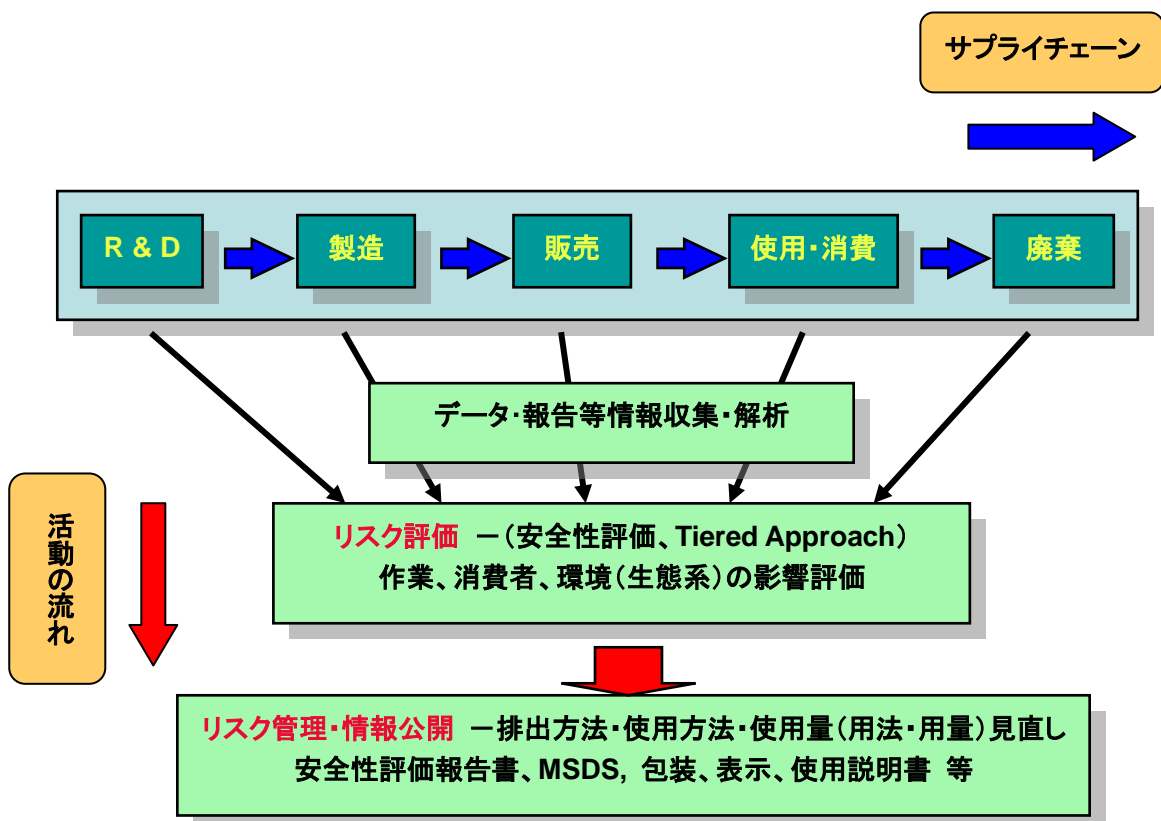 サプライチェーン
R & D
製造
販売
使用・消費
廃棄
データ・報告等情報収集・解析
活動の流れ
リスク評価 －（安全性評価、Tiered Approach）
作業、消費者、環境（生態系）の影響評価
リスク管理・情報公開 －排出方法・使用方法・使用量（用法・用量）見直し
安全性評価報告書、MSDS, 包装、表示、使用説明書 等